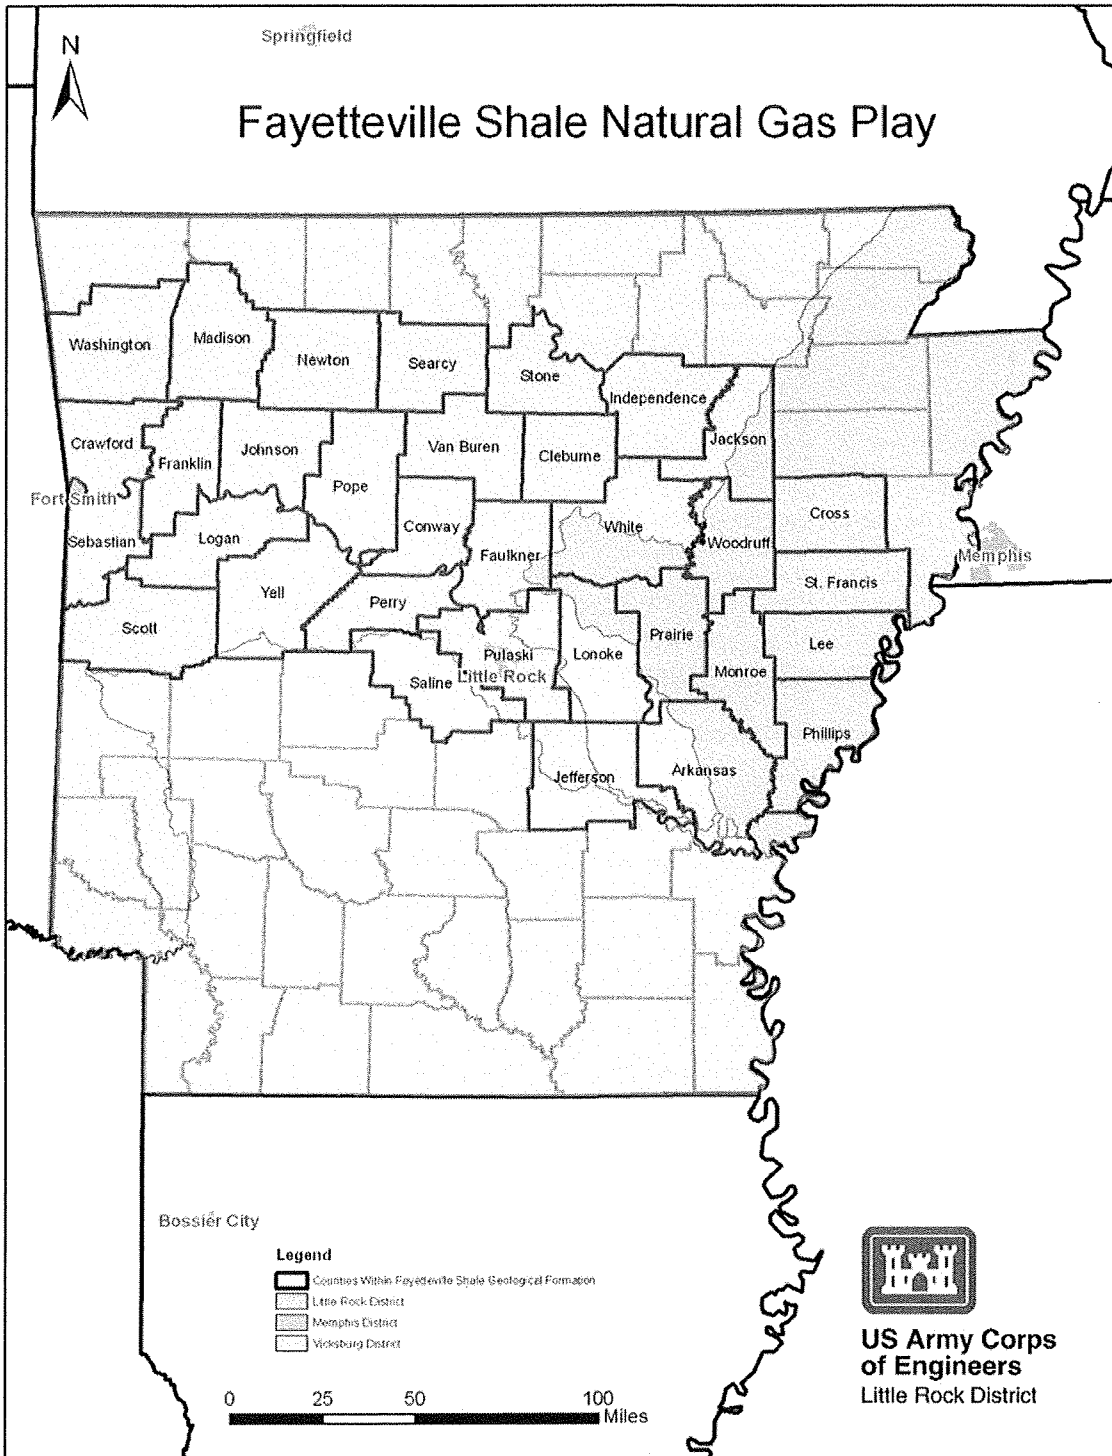 Springfield
N
Fayetteville Shale Natural Gas Play
Washington
Madison
Newton
Searcy
Stone
Independence
Jackson
Crawford
Franklin
Johnson
Pope
Van Buren
Cleburne
Fort Smith
Sebastian
Logan
Conway
Faulkner
White
Woodruff
Cross
Memphis
St. Francis
Scott
Yell
Perry
Pulaski
Little Rock
Saline
Lonoke
Prairie
Monroe
Lee
Phillips
Jefferson
Arkansas
Bossier City
Legend
Counties Within Fayetteville Shale Geological Formation
Little Rock District
Memphis District
Vicksburg District
0 25 50 100
Miles
US Army Corps
of Engineers
Little Rock District